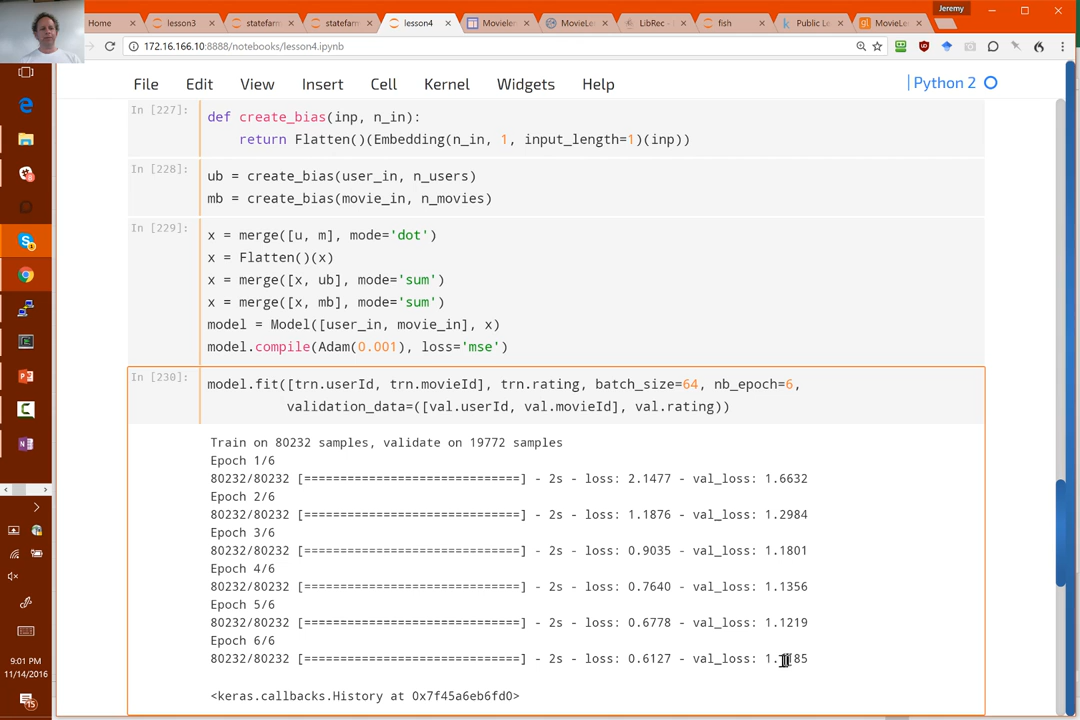 Jeremy
Home
lesson3
statefarm
statefarm
lesson4
Movielen
MovieLe
LibRec -
fish
Public Le
MovieLe
172.16.166.10:8888/notebooks/lesson4.ipynb
File Edit View Insert Cell Kernel Widgets Help
Python 2
In [227]:
def create_bias(inp, n_in):
return Flatten()(Embedding(n_in, 1, input_length=1)(inp))
In [228]:
ub = create_bias(user_in, n_users)
mb = create_bias(movie_in, n_movies)
In [229]:
x = merge([u, m], mode='dot')
x = Flatten()(x)
x = merge([x, ub], mode='sum')
x = merge([x, mb], mode='sum')
model = Model([user_in, movie_in], x)
model.compile(Adam(0.001), loss='mse')
In [230]:
model.fit([trn.userId, trn.movieId], trn.rating, batch_size=64, nb_epoch=6,
validation_data=([val.userId, val.movieId], val.rating))
Train on 80232 samples, validate on 19772 samples
Epoch 1/6
80232/80232 [==============================] - 2s - loss: 2.1477 - val_loss: 1.6632
Epoch 2/6
80232/80232 [==============================] - 2s - loss: 1.1876 - val_loss: 1.2984
Epoch 3/6
80232/80232 [==============================] - 2s - loss: 0.9035 - val_loss: 1.1801
Epoch 4/6
80232/80232 [==============================] - 2s - loss: 0.7640 - val_loss: 1.1356
Epoch 5/6
80232/80232 [==============================] - 2s - loss: 0.6778 - val_loss: 1.1219
Epoch 6/6
80232/80232 [==============================] - 2s - loss: 0.6127 - val_loss:
<keras.callbacks.History at 0x7f45a6eb6fd0>
9:01 PM
11/14/2016
15